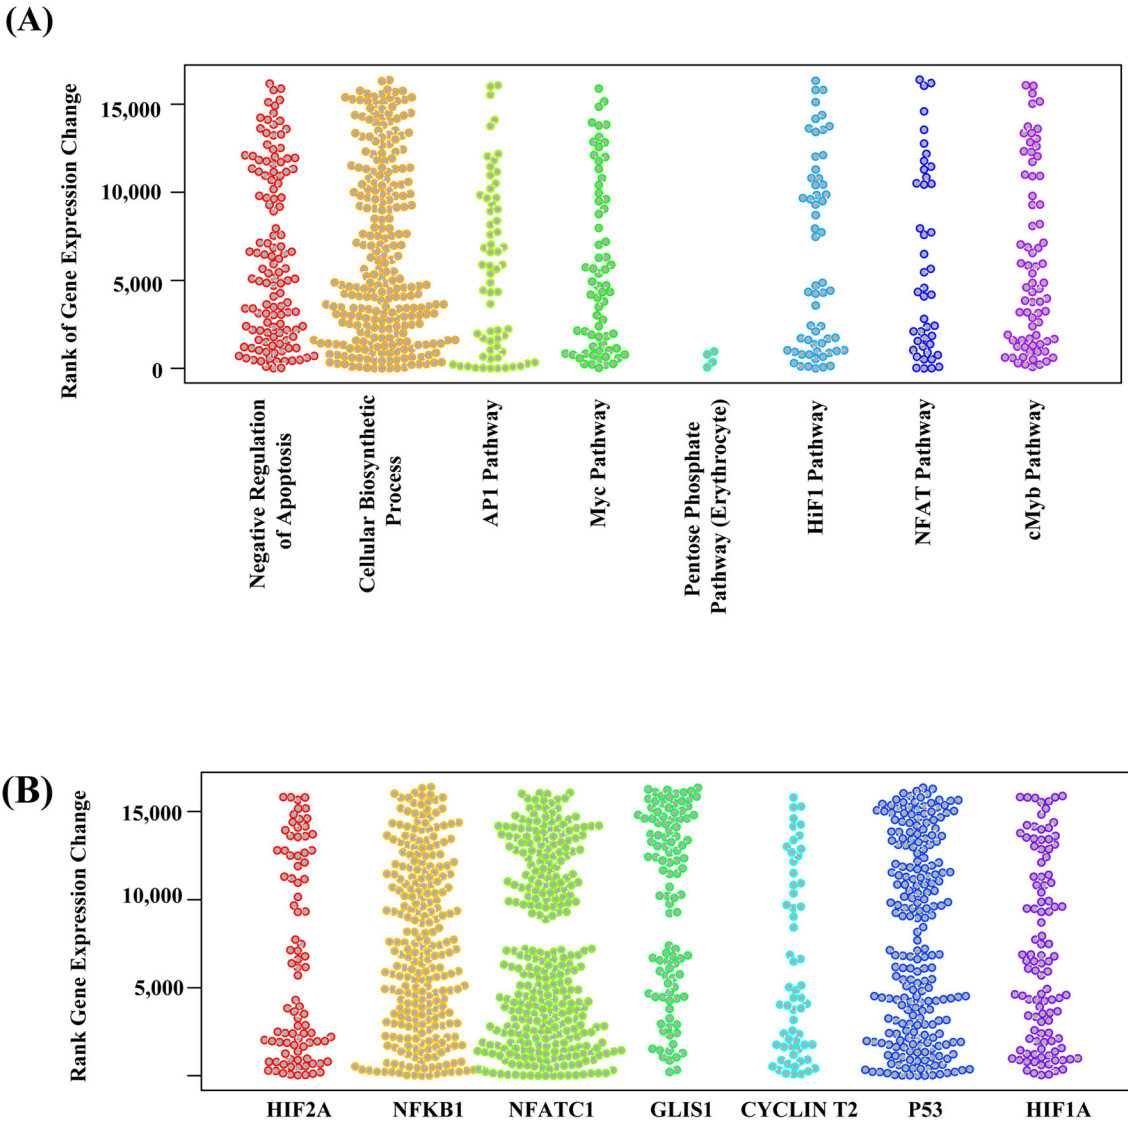 (A)
Rank of Gene Expression Change
15,000
10,000
5,000
0
Negative Regulation
of Apoptosis
Cellular Biosynthetic
Process
AP1 Pathway
Myc Pathway
Pentose Phosphate
Pathway (Erythrocyte)
HiF1 Pathway
NFAT Pathway
cMyb Pathway
(B)
Rank Gene Expression Change
15,000
10,000
5,000
HIF2A
NFKB1
NFATC1
GLIS1
CYCLIN T2
P53
HIF1A